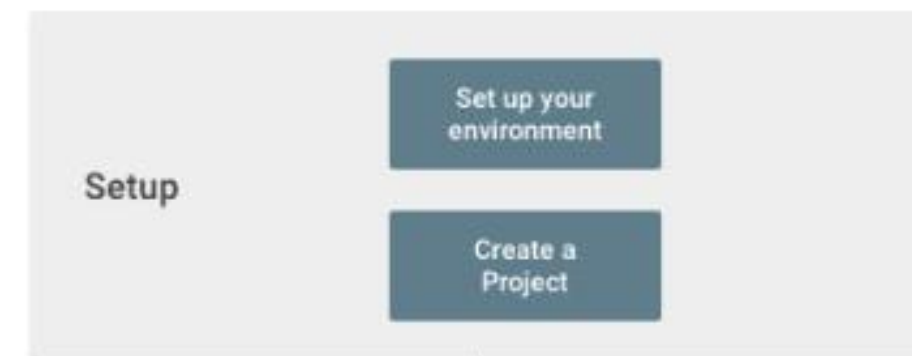 Setup
Set up your
environment
Create a
Project